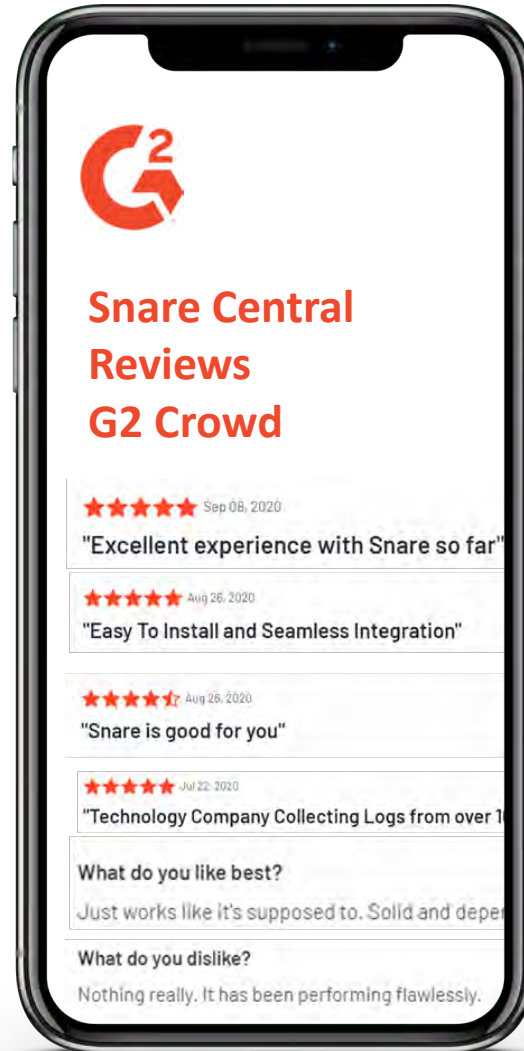 G2
Snare Central
Reviews
G2 Crowd
Sep 08, 2020
"Excellent experience with Snare so far"
Aug 26, 2020
"Easy To Install and Seamless Integration"
Aug 26, 2020
"Snare is good for you"
Jul 22, 2020
"Technology Company Collecting Logs from over 1
What do you like best?
Just works like it's supposed to. Solid and depe
What do you dislike?
Nothing really. It has been performing flawlessly.